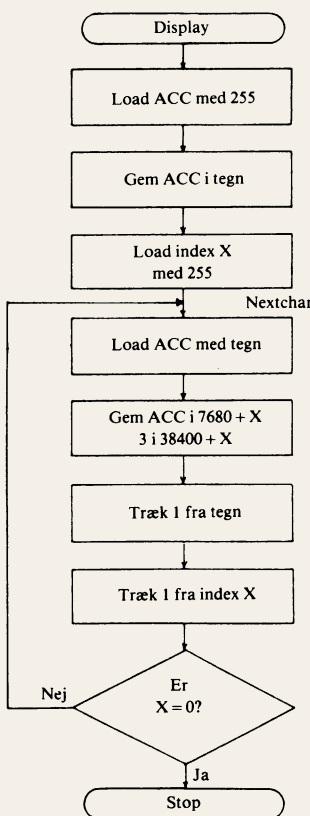 Display
Load ACC med 255
Gem ACC i tegn
Load index X
med 255
Nextchar
Load ACC med tegn
Gem ACC i 7680 + X
3 i 38400 + X
Træk 1 fra tegn
Træk 1 fra index X
Er
X = 0?
Nej
Ja
Stop